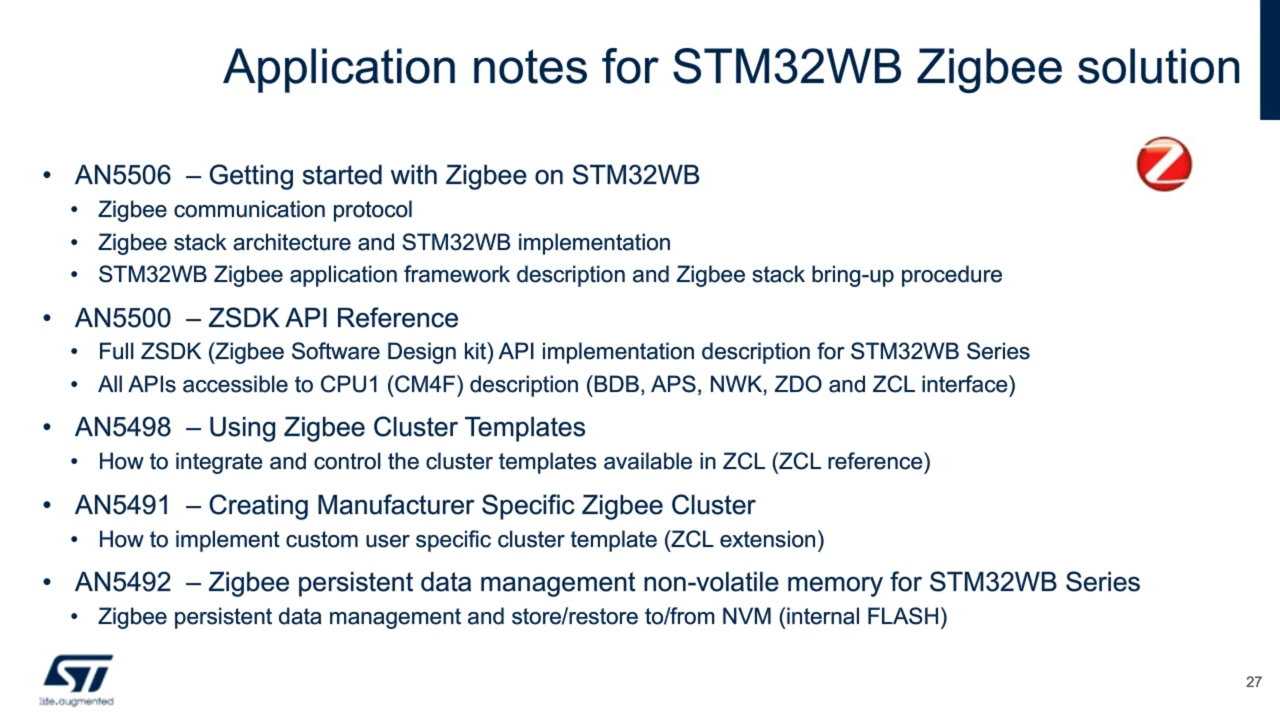 Application notes for STM32WB Zigbee solution
• AN5506 – Getting started with Zigbee on STM32WB
• Zigbee communication protocol
• Zigbee stack architecture and STM32WB implementation
• STM32WB Zigbee application framework description and Zigbee stack bring-up procedure
• AN5500 – ZSDK API Reference
• Full ZSDK (Zigbee Software Design kit) API implementation description for STM32WB Series
• All APIs accessible to CPU1 (CM4F) description (BDB, APS, NWK, ZDO and ZCL interface)
• AN5498 – Using Zigbee Cluster Templates
• How to integrate and control the cluster templates available in ZCL (ZCL reference)
• AN5491 – Creating Manufacturer Specific Zigbee Cluster
• How to implement custom user specific cluster template (ZCL extension)
• AN5492 – Zigbee persistent data management non-volatile memory for STM32WB Series
• Zigbee persistent data management and store/restore to/from NVM (internal FLASH)
ST
life.augmented
27